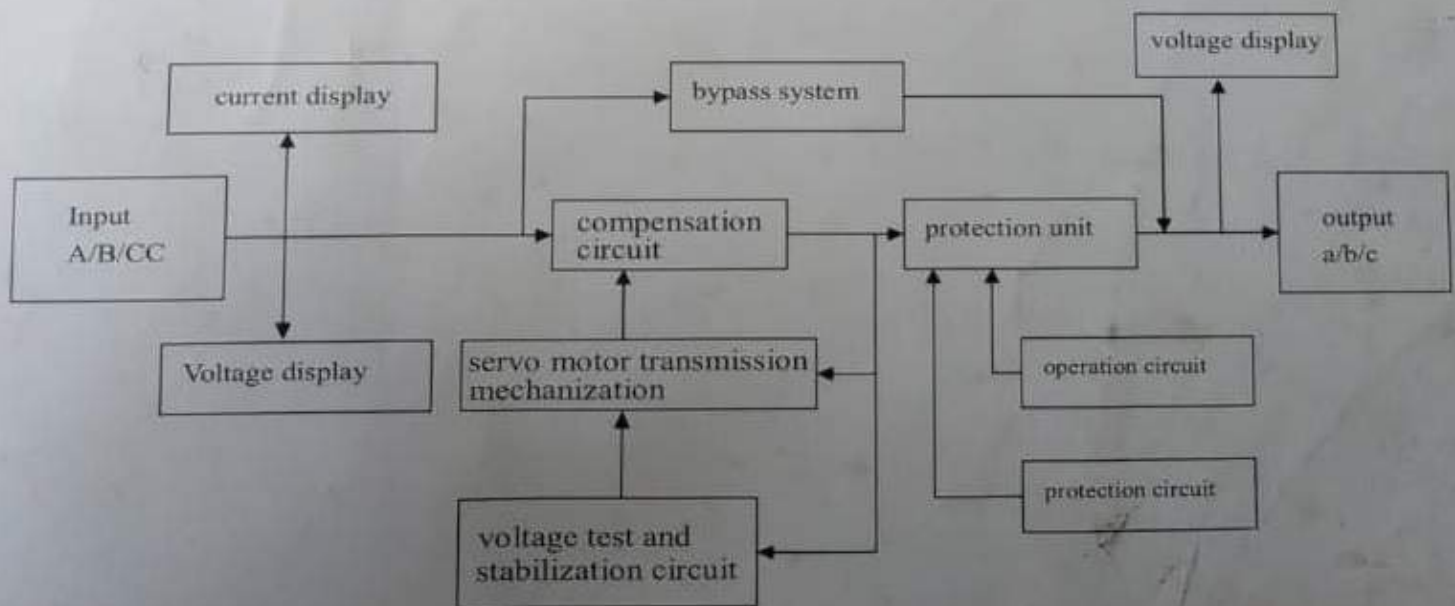 voltage display
current display
bypass system
Input
A/B/CC
compensation
circuit
protection unit
output
a/b/c
Voltage display
servo motor transmission
mechanization
operation circuit
protection circuit
voltage test and
stabilization circuit